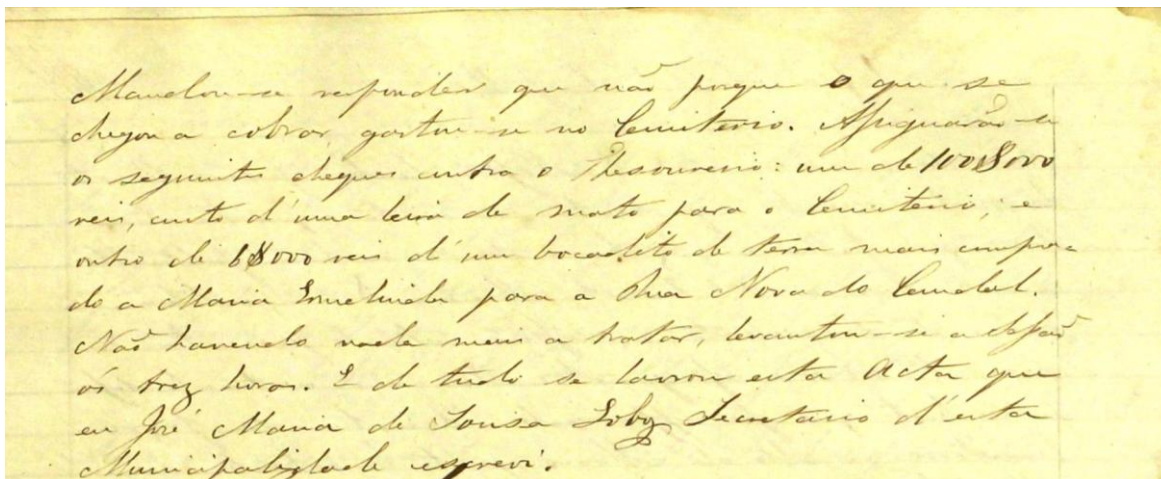 Mandou-se responder que não porque o que se
chegou a cobrar gastou-se no Cemiterio. Assignarão-se
os seguintes cheques contra o Thesoureiro: um de 100$000
reis, custo d'uma leira de mato para o Cemiterio; e
outro de 6$000 reis d'um bocadito de terra mais compra-
do a Maria Ermelinda para a Rua Nova do Candal.
Não havendo nada mais a tratar, levantou-se a Sessão
ás trez horas. E de tudo se lavrou esta Acta que
eu José Maria de Sousa Secretario d'esta
Municipalidade escrevi.